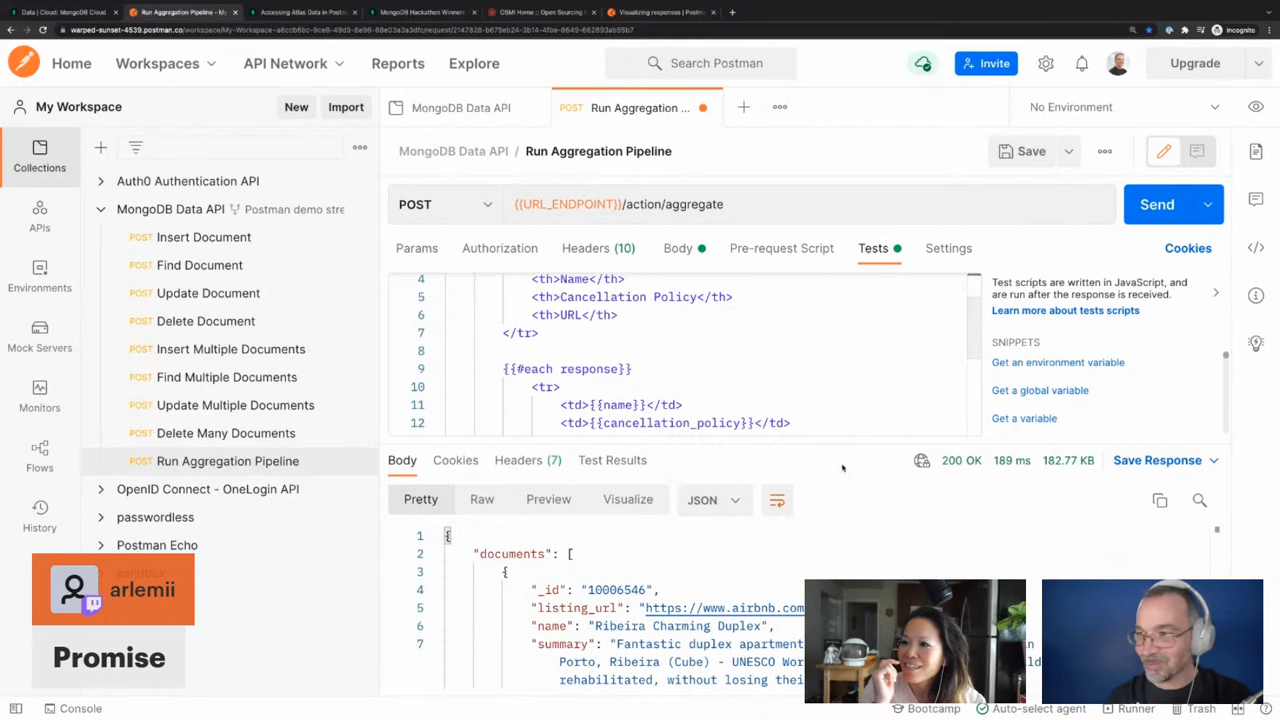 Data | Cloud: MongoDB Cloud
Run Aggregation Pipeline - My
Accessing Atlas Data in Postm
MongoDB Hackathon Winners
OSMI Home :: Open Sourcing
Visualizing responses | Postm
warped-sunset-4539.postman.co/workspace/My-Workspace
Incognito
Home
Workspaces
API Network
Reports
Explore
Search Postman
Invite
Upgrade
My Workspace
New
Import
MongoDB Data API
POST Run Aggregation ...
No Environment
Collections
APIs
Environments
Mock Servers
Monitors
Flows
History
Auth0 Authentication API
MongoDB Data API Postman demo stre
POST Insert Document
POST Find Document
POST Update Document
POST Delete Document
POST Insert Multiple Documents
POST Find Multiple Documents
POST Update Multiple Documents
POST Delete Many Documents
POST Run Aggregation Pipeline
OpenID Connect - OneLogin API
passwordless
Postman Echo
sandbox
MongoDB Data API / Run Aggregation Pipeline
Save
POST
{{URL_ENDPOINT}}/action/aggregate
Send
Params
Authorization
Headers (10)
Body
Pre-request Script
Tests
Settings
Cookies
4 <th>Name</th>
5 <th>Cancellation Policy</th>
6 <th>URL</th>
7 </tr>
8
9 {{#each response}}
10 <tr>
11 <td>{{name}}</td>
12 <td>{{cancellation_policy}}</td>
Test scripts are written in JavaScript, and
are run after the response is received.
Learn more about tests scripts
SNIPPETS
Get an environment variable
Get a global variable
Get a variable
Body
Cookies
Headers (7)
Test Results
200 OK 189 ms 182.77 KB
Save Response
Pretty
Raw
Preview
Visualize
JSON
1 {
2 "documents": [
3 {
4 "_id": "10006546",
5 "listing_url": "https://www.airbnb.com
6 "name": "Ribeira Charming Duplex",
7 "summary": "Fantastic duplex apartment
Porto, Ribeira (Cube) - UNESCO Wor
rehabilitated, without losing thei
arlemii
Promise
Console
Bootcamp
Auto-select agent
Runner
Trash